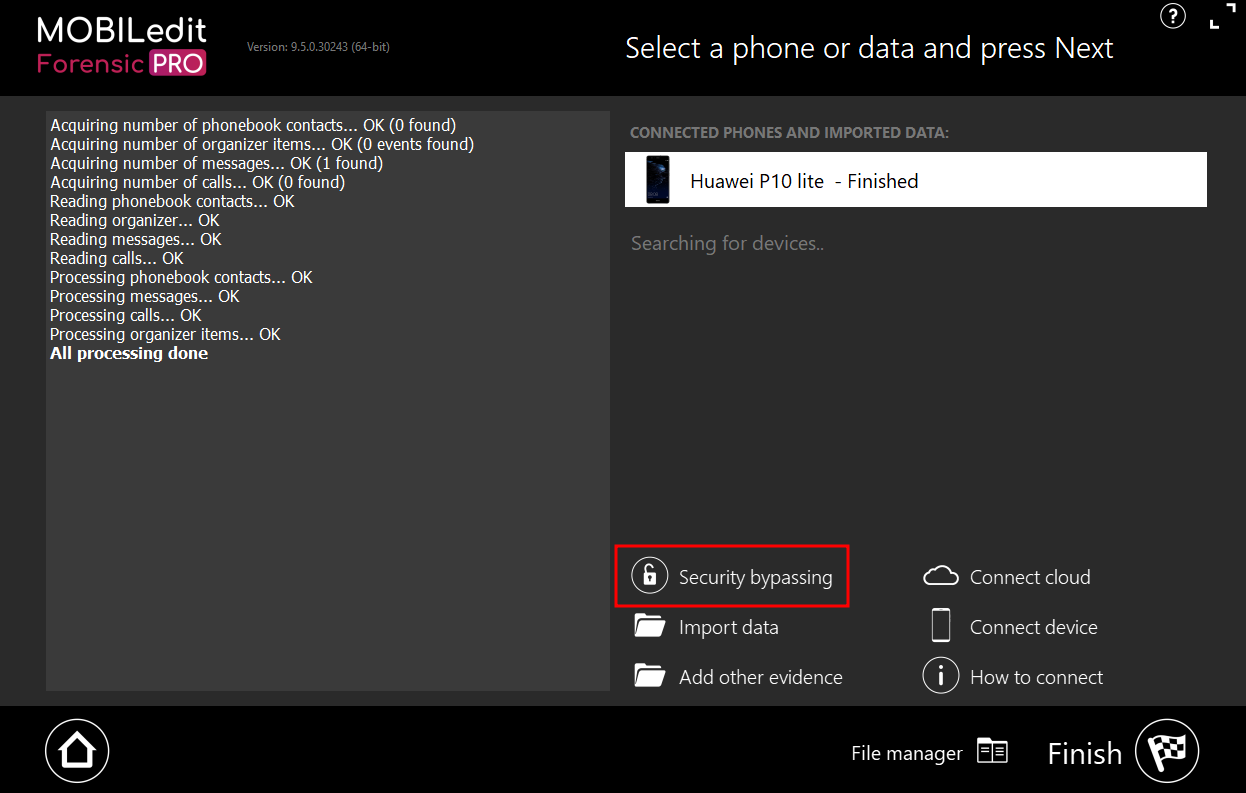 MOBILedit
Forensic PRO
Version: 9.5.0.30243 (64-bit)
Select a phone or data and press Next
?
Acquiring number of phonebook contacts... OK (0 found)
Acquiring number of organizer items... OK (0 events found)
Acquiring number of messages... OK (1 found)
Acquiring number of calls... OK (0 found)
Reading phonebook contacts... OK
Reading organizer... OK
Reading messages... OK
Reading calls... OK
Processing phonebook contacts... OK
Processing messages... OK
Processing calls... OK
Processing organizer items... OK
All processing done
CONNECTED PHONES AND IMPORTED DATA:
Huawei P10 lite - Finished
Searching for devices..
Security bypassing
Connect cloud
Import data
Connect device
Add other evidence
How to connect
File manager
Finish